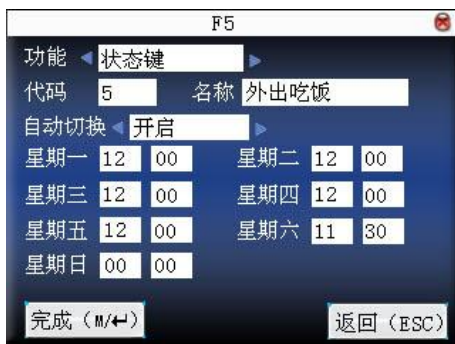 F5
功能 状态键
代码 5 名称 外出吃饭
自动切换 开启
星期一 12 00 星期二 12 00
星期三 12 00 星期四 12 00
星期五 12 00 星期六 11 30
星期日 00 00
完成（M/↵） 返回（ESC）